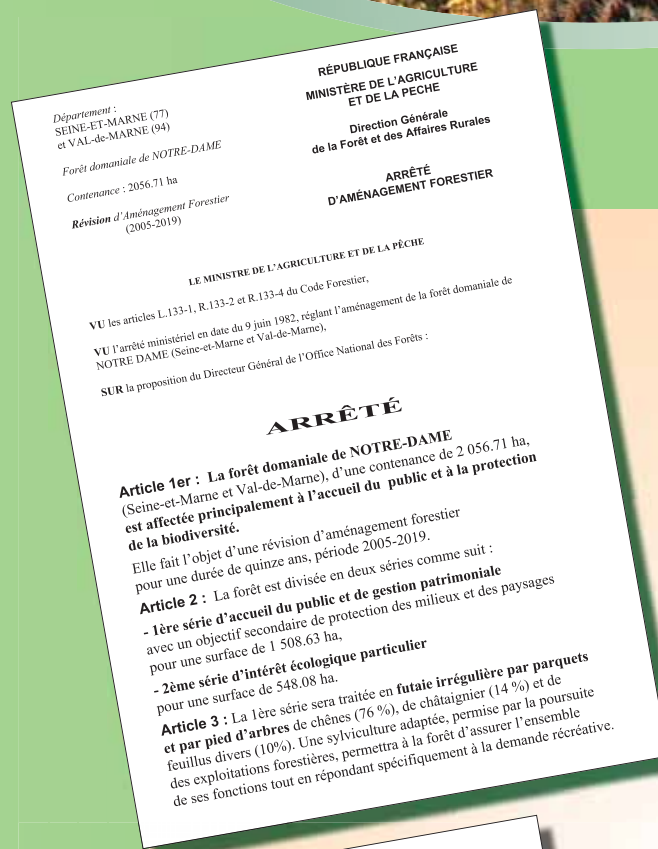 Département :
SEINE-ET-MARNE (77)
et VAL-de-MARNE (94)
Forêt domaniale de NOTRE-DAME
Contenance : 2056.71 ha
Révision d'Aménagement Forestier
(2005-2019)
RÉPUBLIQUE FRANÇAISE
MINISTÈRE DE L'AGRICULTURE
ET DE LA PECHE
Direction Générale
de la Forêt et des Affaires Rurales
ARRÊTÉ
D'AMÉNAGEMENT FORESTIER
LE MINISTRE DE L'AGRICULTURE ET DE LA PÊCHE
VU les articles L.133-1, R.133-2 et R.133-4 du Code Forestier,
VU l'arrêté ministériel en date du 9 juin 1982, réglant l'aménagement de la forêt domaniale de
NOTRE DAME (Seine-et-Marne et Val-de-Marne),
SUR la proposition du Directeur Général de l'Office National des Forêts :
ARRÊTÉ
Article 1er : La forêt domaniale de NOTRE-DAME
(Seine-et-Marne et Val-de-Marne), d'une contenance de 2 056.71 ha,
est affectée principalement à l'accueil du public et à la protection
de la biodiversité.
Elle fait l'objet d'une révision d'aménagement forestier
pour une durée de quinze ans, période 2005-2019.
Article 2 : La forêt est divisée en deux séries comme suit :
- 1ère série d'accueil du public et de gestion patrimoniale
avec un objectif secondaire de protection des milieux et des paysages
pour une surface de 1 508.63 ha,
- 2ème série d'intérêt écologique particulier
pour une surface de 548.08 ha.
Article 3 : La 1ère série sera traitée en futaie irrégulière par parquets
et par pied d'arbres de chênes (76 %), de châtaignier (14 %) et de
feuillus divers (10%). Une sylviculture adaptée, permise par la poursuite
des exploitations forestières, permettra à la forêt d'assurer l'ensemble
de ses fonctions tout en répondant spécifiquement à la demande récréative.